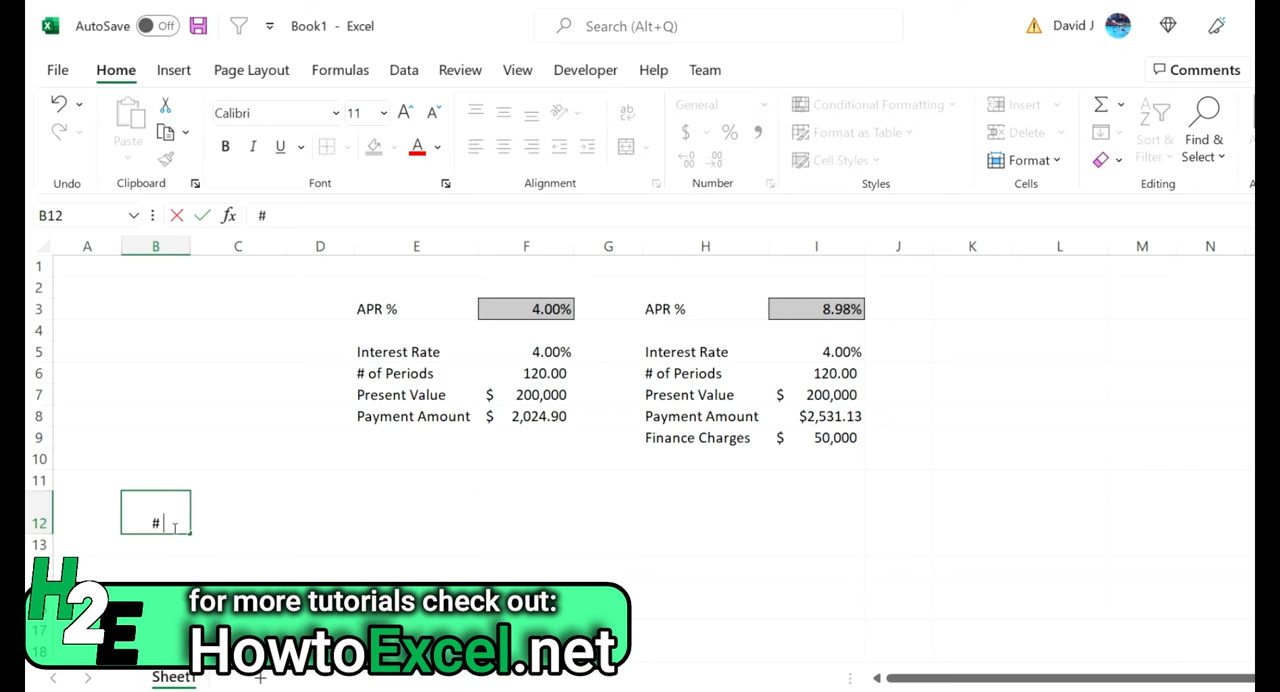 AutoSave Off Book1 - Excel Search (Alt+Q) David J
File Home Insert Page Layout Formulas Data Review View Developer Help Team Comments
Calibri 11 General Conditional Formatting Insert
Paste Format as Table Delete Sort & Find &
Cell Styles Format Filter Select
Undo Clipboard Font Alignment Number Styles Cells Editing
B12 fx #
A B C D E F G H I J K L M N
1
2
3 APR % 4.00% APR % 8.98%
4
5 Interest Rate 4.00% Interest Rate 4.00%
6 # of Periods 120.00 # of Periods 120.00
7 Present Value $ 200,000 Present Value $ 200,000
8 Payment Amount $ 2,024.90 Payment Amount $2,531.13
9 Finance Charges $ 50,000
10
11
12 #
13
H2E
for more tutorials check out:
17
HowtoExcel.net
18
Sheet1